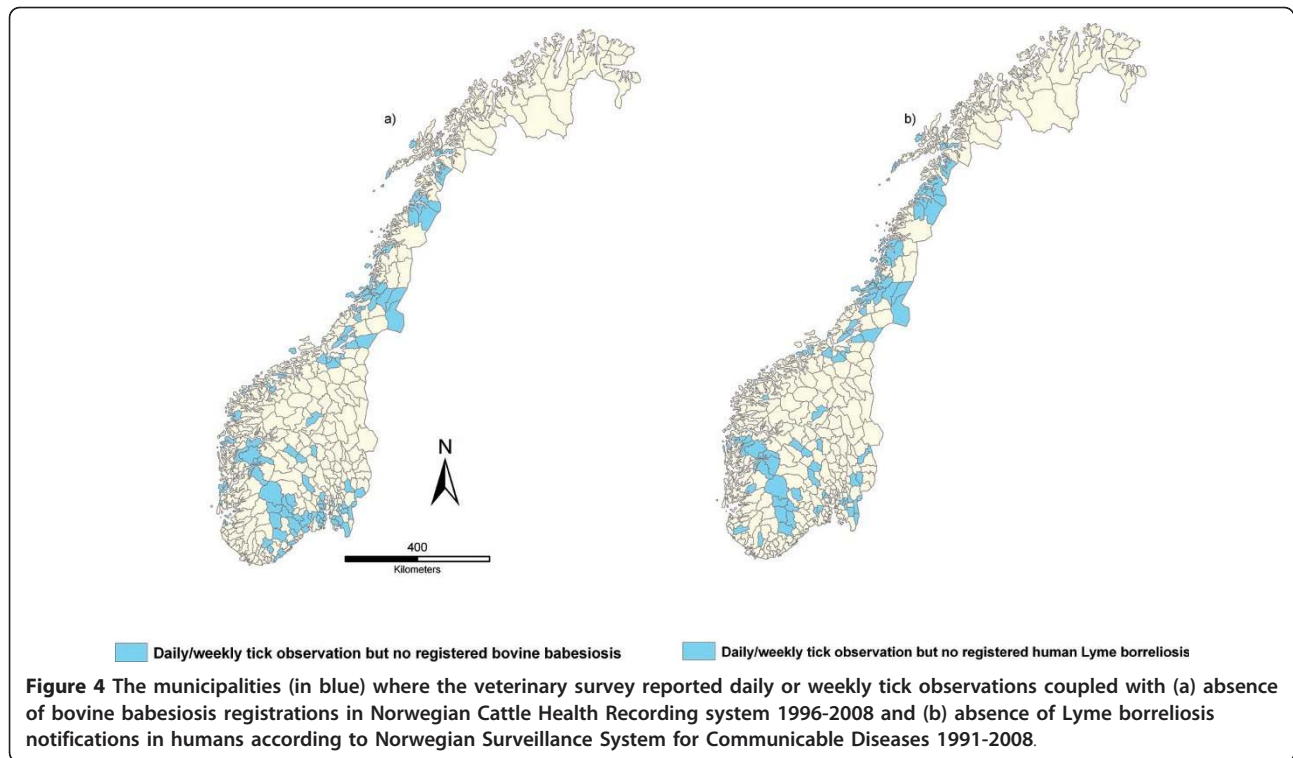 a)
b)
N
400
Kilometers
Daily/weekly tick observation but no registered bovine babesiosis
Daily/weekly tick observation but no registered human Lyme borreliosis
Figure 4 The municipalities (in blue) where the veterinary survey reported daily or weekly tick observations coupled with (a) absence
of bovine babesiosis registrations in Norwegian Cattle Health Recording system 1996-2008 and (b) absence of Lyme borreliosis
notifications in humans according to Norwegian Surveillance System for Communicable Diseases 1991-2008.